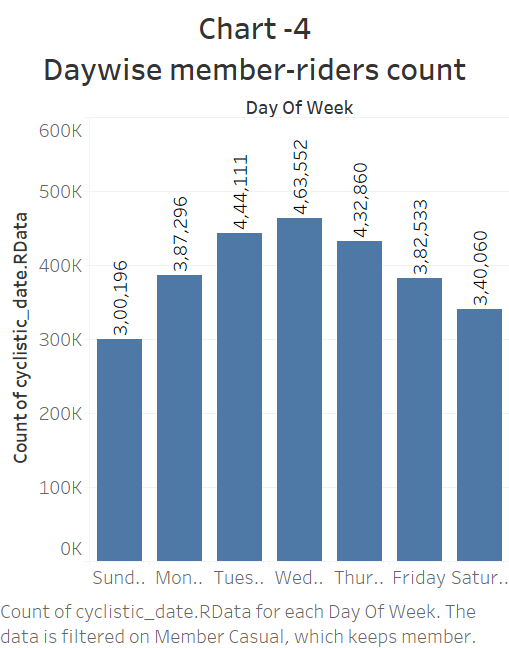 Chart -4
Daywise member-riders count
Day Of Week
600K
500K
400K
300K
200K
100K
0K
Count of cyclistic_date.RData
3,00,196
3,87,296
4,44,111
4,63,552
4,32,860
3,82,533
3,40,060
Sund.. Mon.. Tues.. Wed.. Thur.. Friday Satur..
Count of cyclistic_date.RData for each Day Of Week. The
data is filtered on Member Casual, which keeps member.